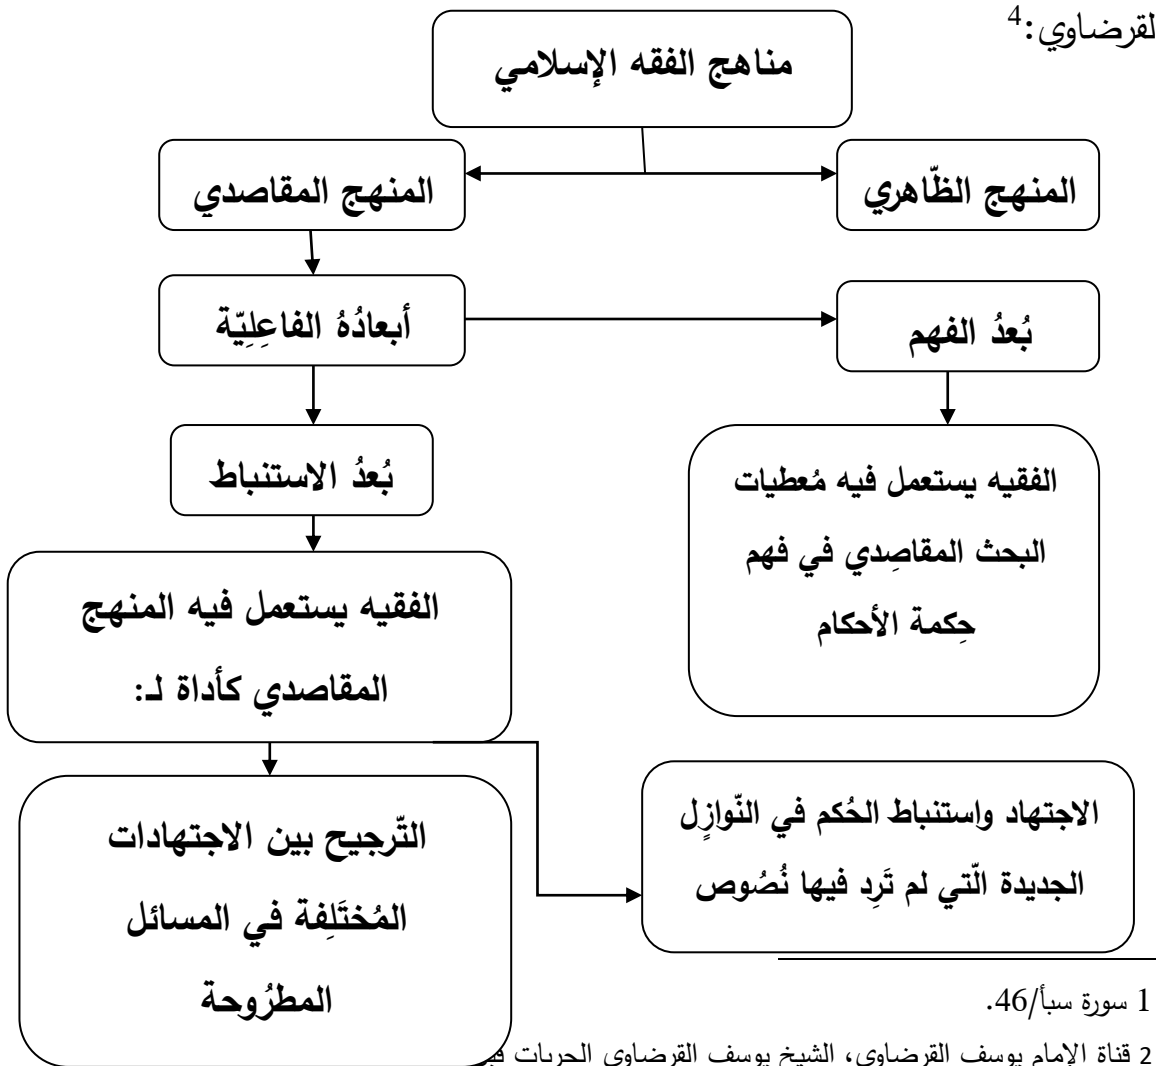 لقرضاوي:4
مناهج الفقه الإسلامي
المنهج الظّاهري
المنهج المقاصدي
أبعادُهُ الفاعِلِيّة
بُعدُ الفهم
بُعدُ الاستنباط
الفقيه يستعمل فيه مُعطيات
البحث المقاصِدي في فهم
حِكمة الأحكام
الفقيه يستعمل فيه المنهج
المقاصدي كأداة لـ:
الاجتهاد واستنباط الحُكم في النّوازِل
الجديدة الّتي لم تَرِد فيها نُصُوص
التّرجيح بين الاجتهادات
المُختَلِفة في المسائل
المطرُوحة
1 سورة سبأ/46.
2 قناة الإمام يوسف القرضاوي، الشيخ يوسف القرضاوي الحريات